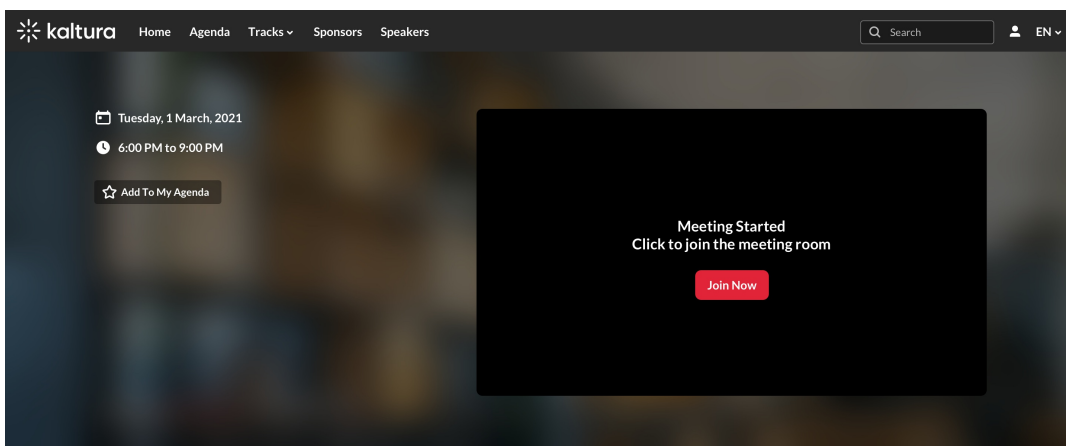 kaltura Home Agenda Tracks Sponsors Speakers Search EN
Tuesday, 1 March, 2021
6:00 PM to 9:00 PM
Add To My Agenda
Meeting Started
Click to join the meeting room
Join Now